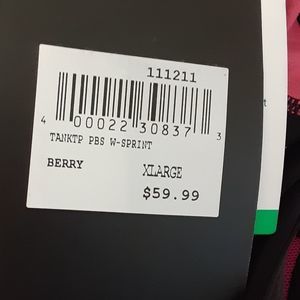 111211
4 00022 30837 3
TANKTP PBS W-SPRINT
BERRY XLARGE
$59.99